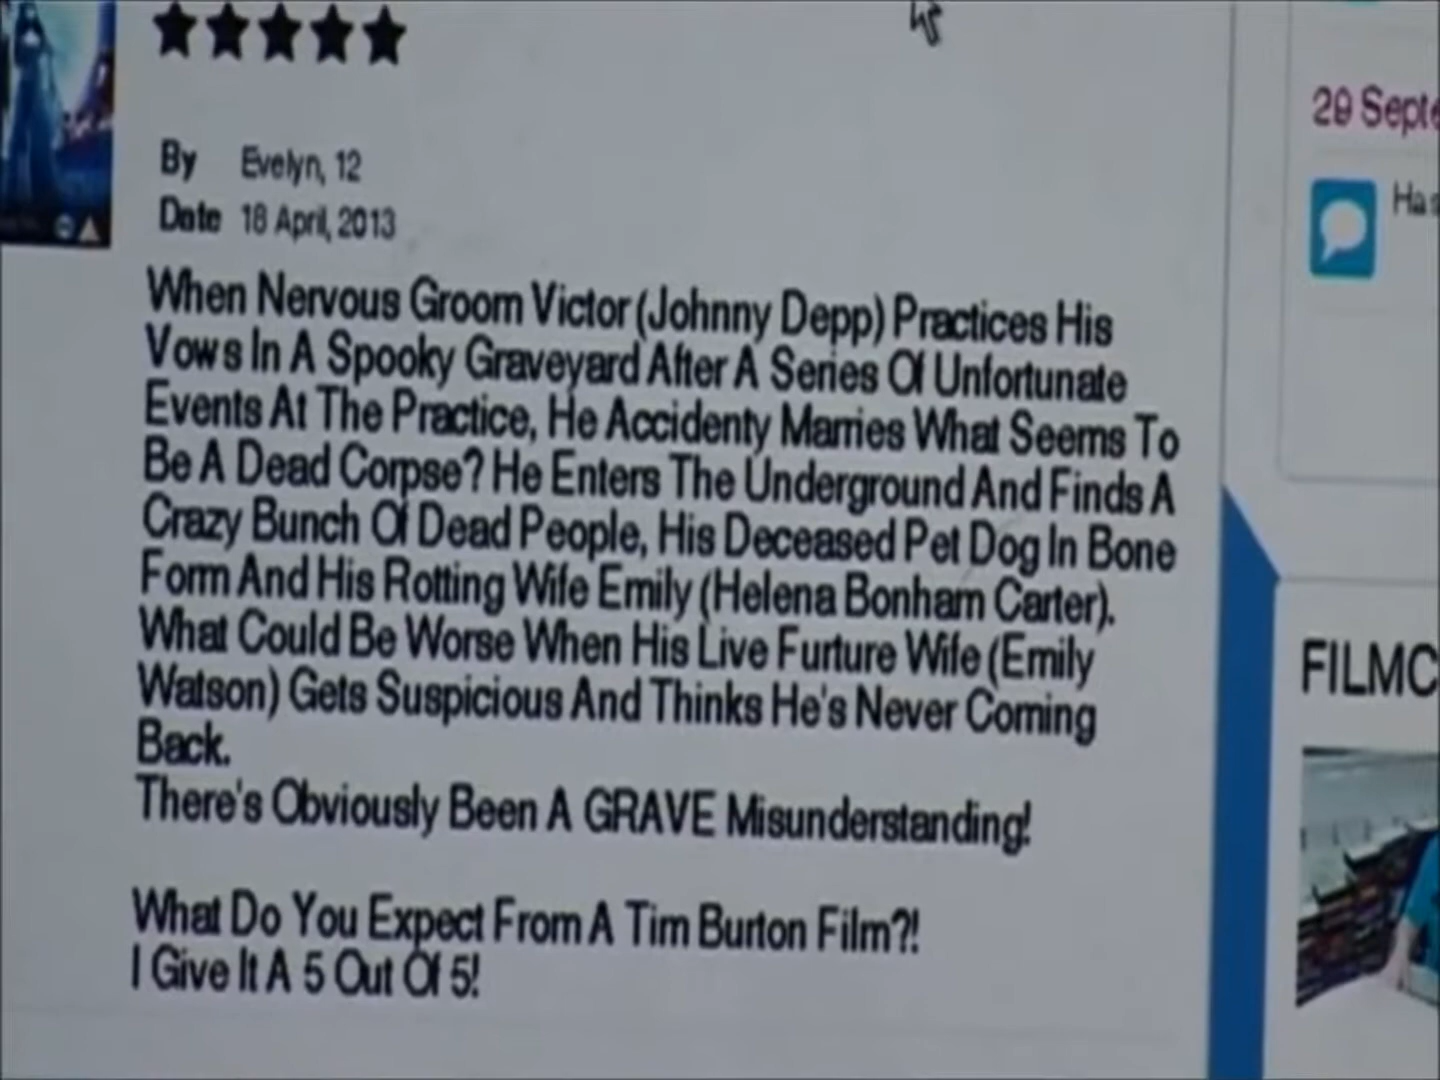 By Evelyn, 12
Date 18 April, 2013
When Nervous Groom Victor (Johnny Depp) Practices His
Vows In A Spooky Graveyard After A Series Of Unfortunate
Events At The Practice, He Accidenty Marries What Seems To
Be A Dead Corpse? He Enters The Underground And Finds A
Crazy Bunch Of Dead People, His Deceased Pet Dog In Bone
Form And His Rotting Wife Emily (Helena Bonham Carter).
What Could Be Worse When His Live Furture Wife (Emily
Watson) Gets Suspicious And Thinks He's Never Coming
Back.
There's Obviously Been A GRAVE Misunderstanding!
What Do You Expect From A Tim Burton Film?!
I Give It A 5 Out Of 5!
29 Septe
Has
FILMC